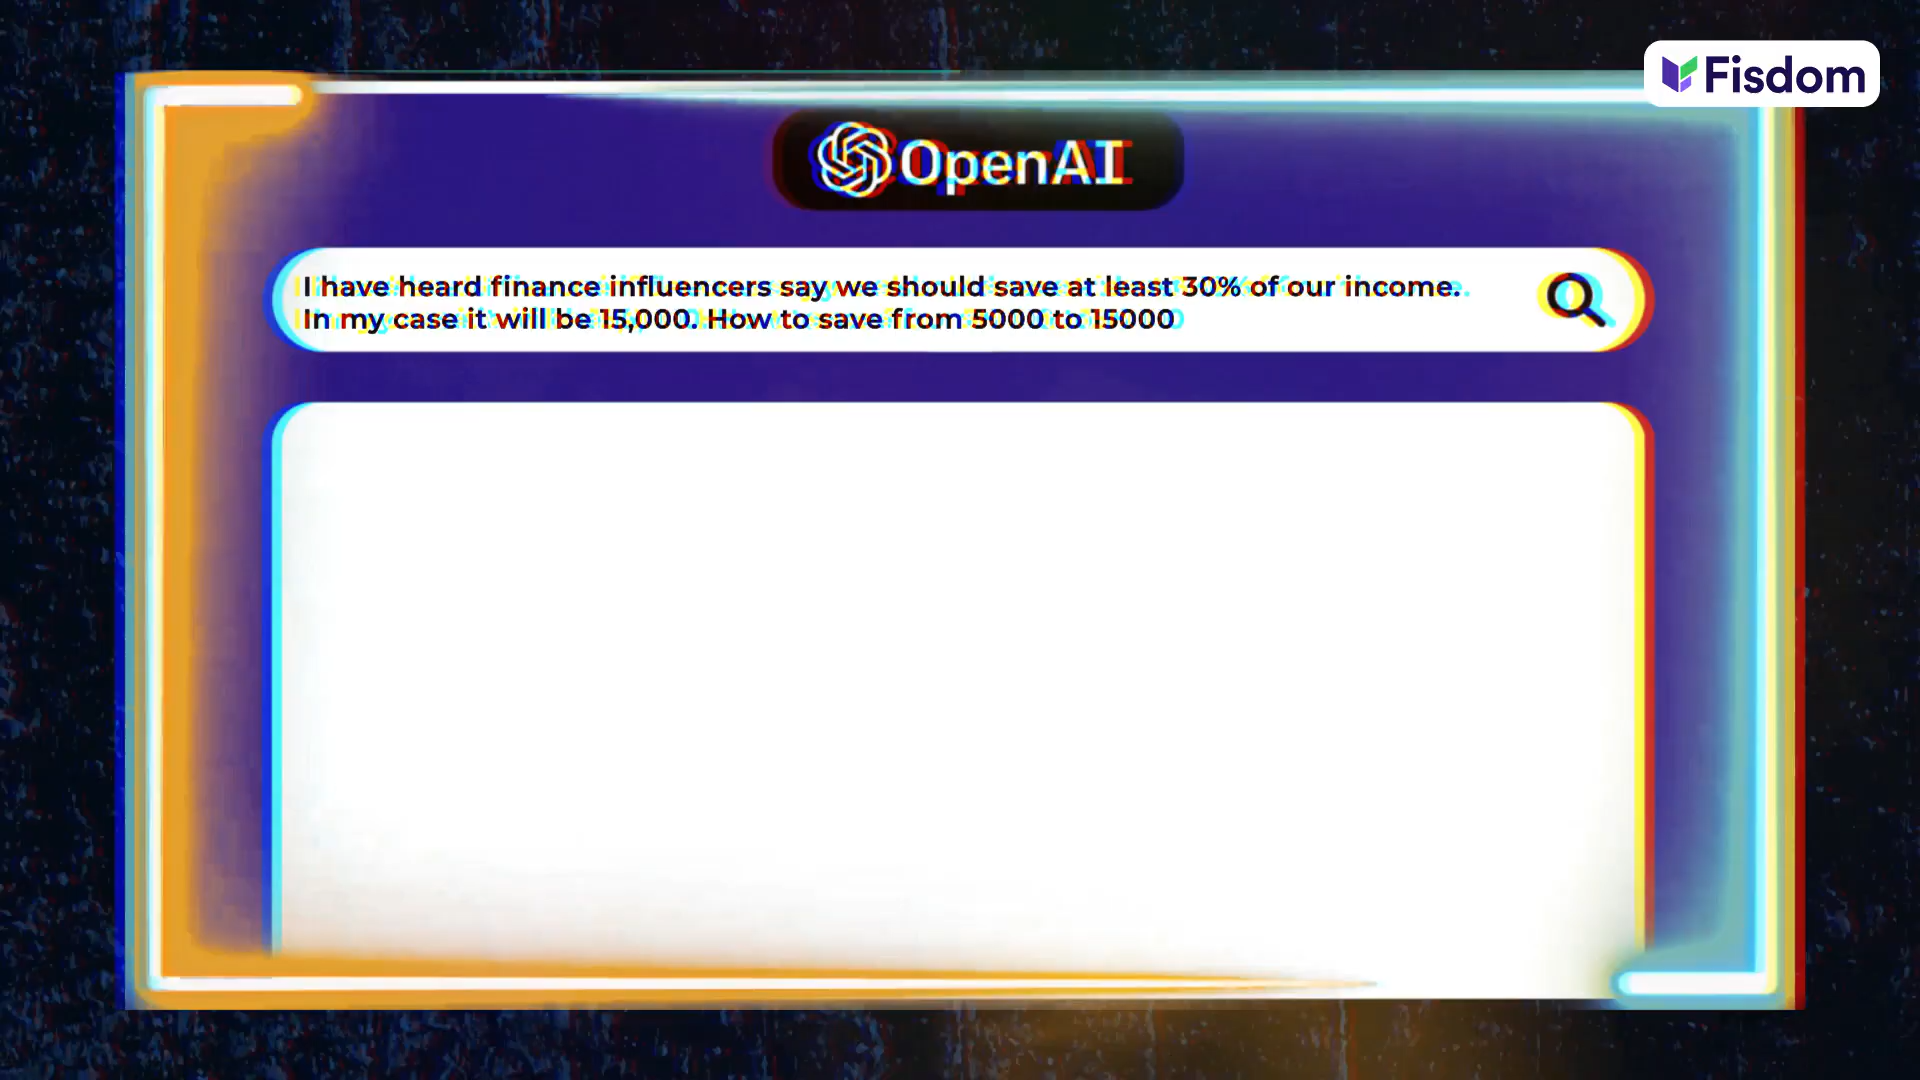 Fisdom
OpenAI
I have heard finance influencers say we should save at least 30% of our income.
In my case it will be 15,000. How to save from 5000 to 15000